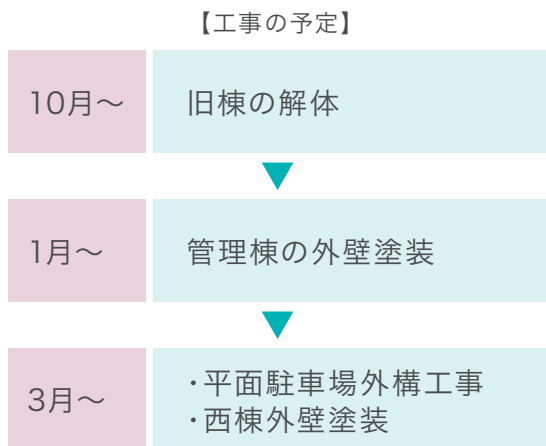 【工事の予定】
10月～
旧棟の解体
1月～
管理棟の外壁塗装
3月～
・平面駐車場外構工事
・西棟外壁塗装